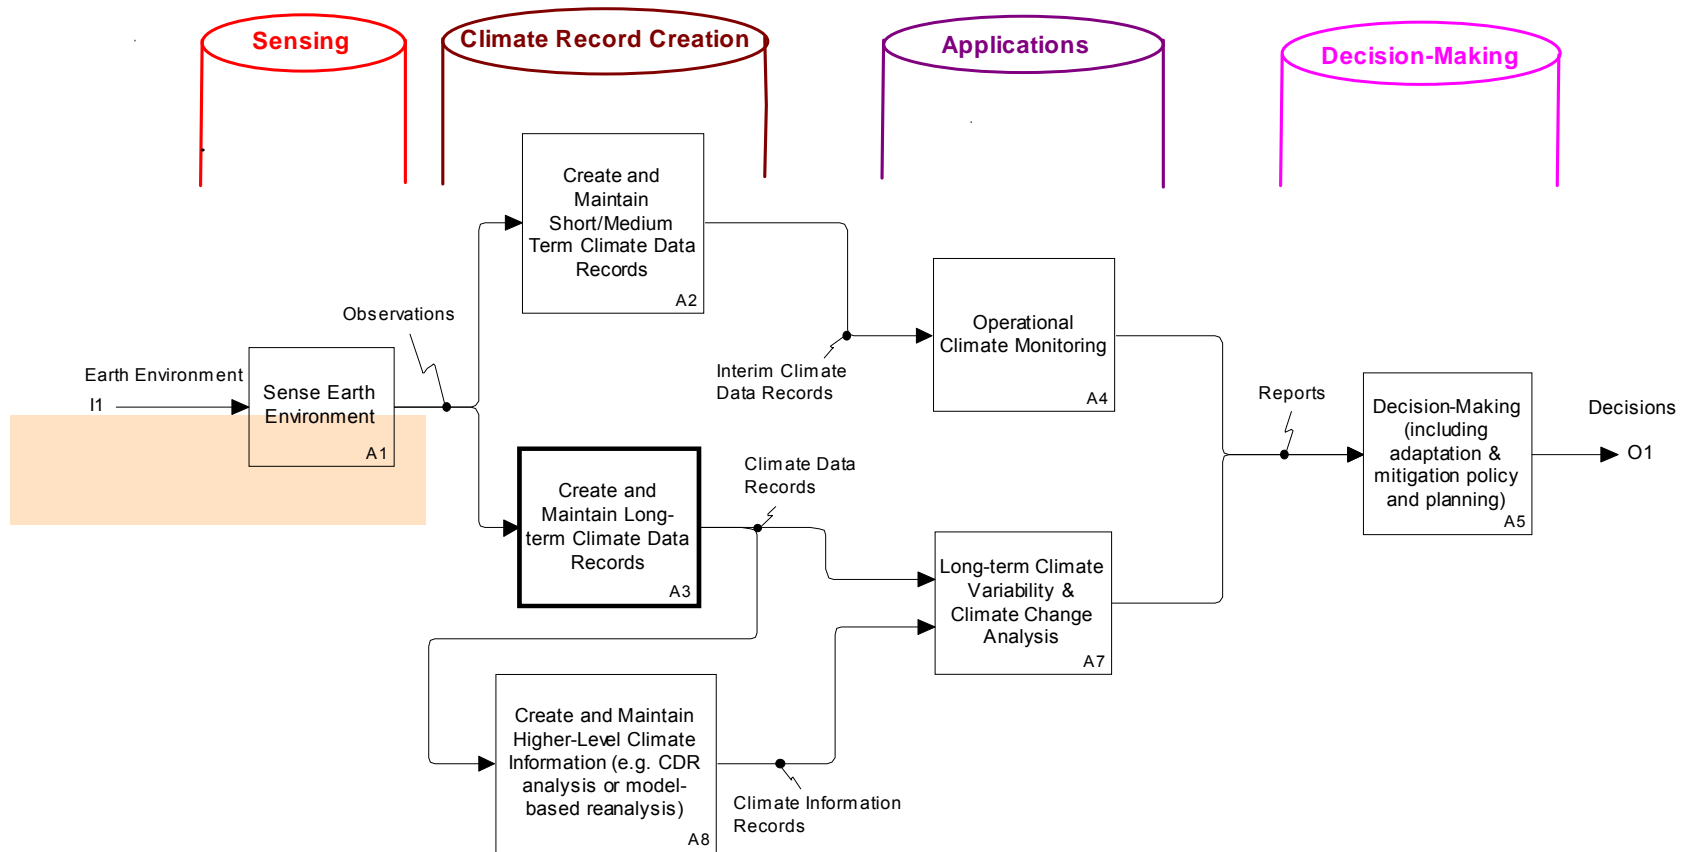 Sensing
Climate Record Creation
Applications
Decision-Making
Create and
Maintain
Short/Medium
Term Climate Data
Records
A2
Observations
Earth Environment
I1
Sense Earth
Environment
A1
Interim Climate
Data Records
Operational
Climate Monitoring
A4
Reports
Decision-Making
(including
adaptation &
mitigation policy
and planning)
A5
Decisions
O1
Climate Data
Records
Create and
Maintain Long-
term Climate Data
Records
A3
Long-term Climate
Variability &
Climate Change
Analysis
A7
Create and Maintain
Higher-Level Climate
Information (e.g. CDR
analysis or model-
based reanalysis)
A8
Climate Information
Records